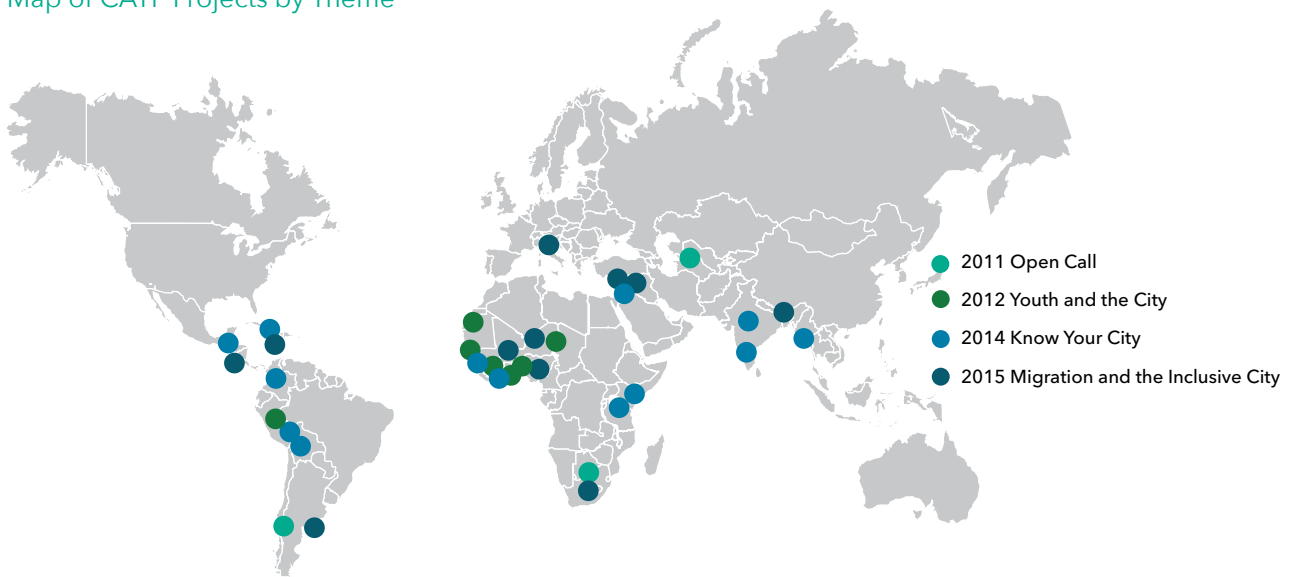 Map of CATF Projects by Theme
2011 Open Call
2012 Youth and the City
2014 Know Your City
2015 Migration and the Inclusive City